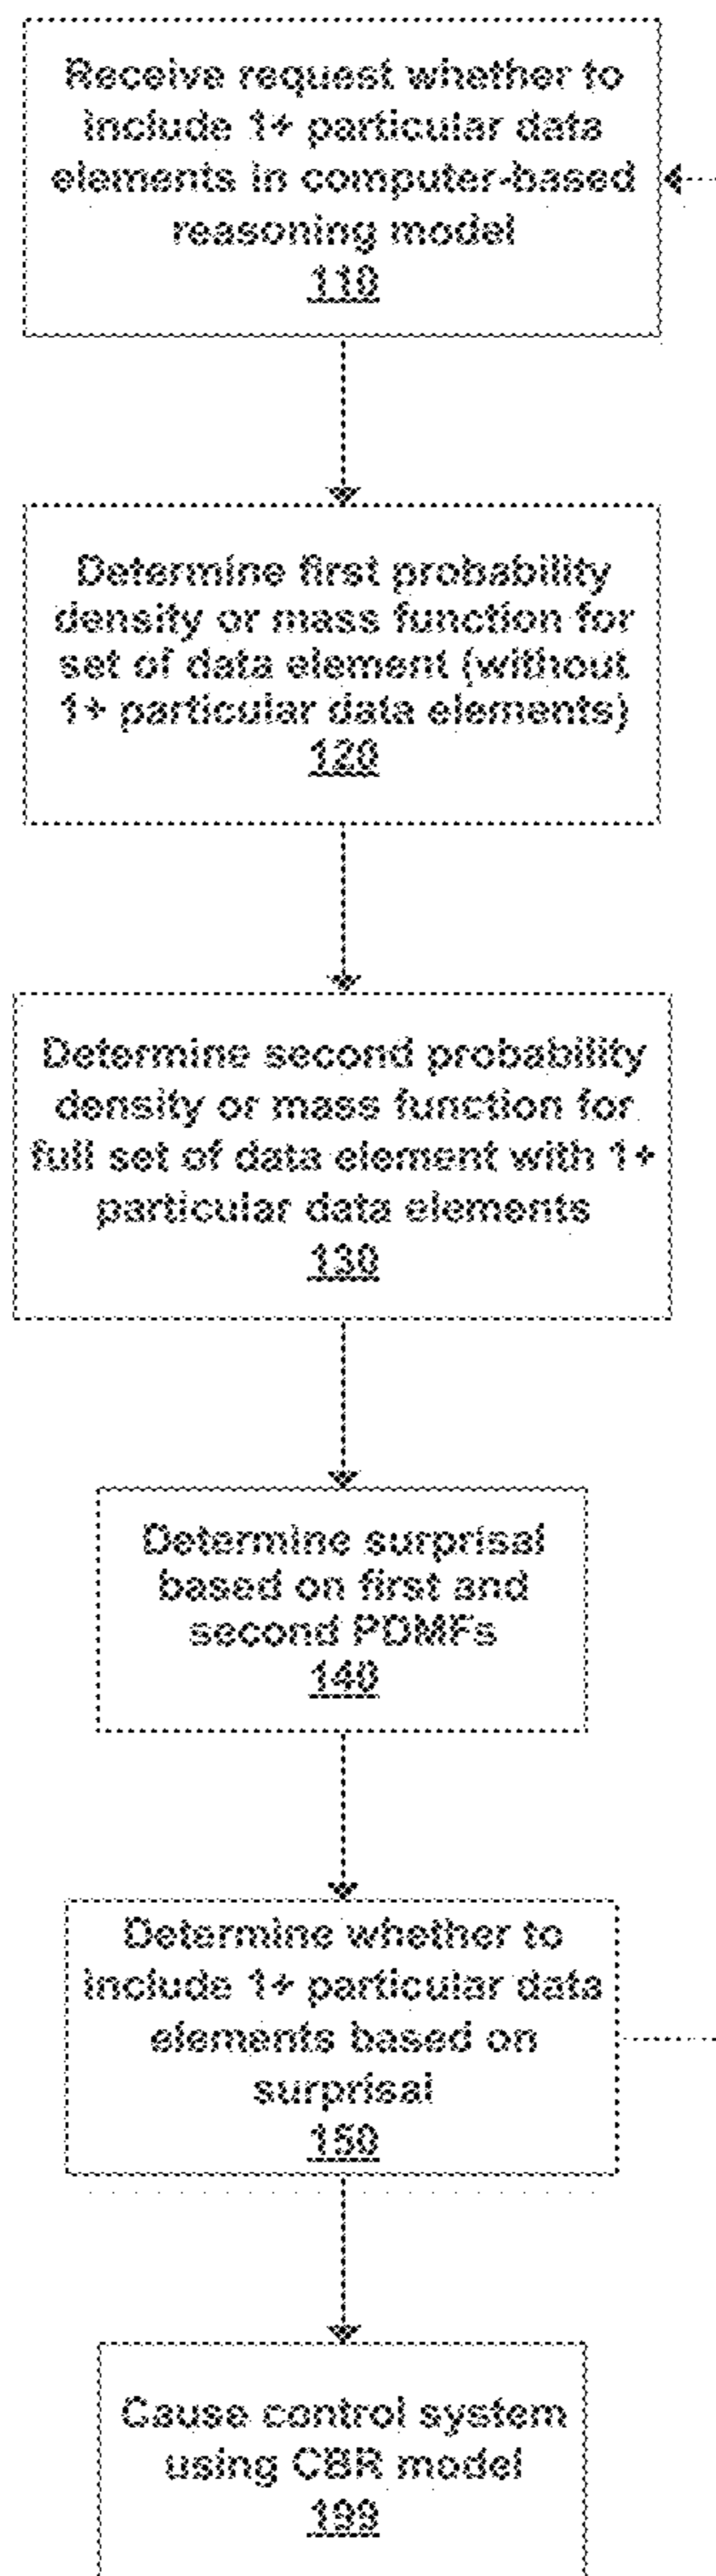 Receive request whether to
include 1+ particular data
elements in computer-based
reasoning model
110
Determine first probability
density or mass function for
set of data element (without
1+ particular data elements)
120
Determine second probability
density or mass function for
full set of data element with 1+
particular data elements
130
Determine surprisal
based on first and
second PDMFs
140
Determine whether to
include 1+ particular data
elements based on
surprisal
150
Cause control system
using CBR model
199